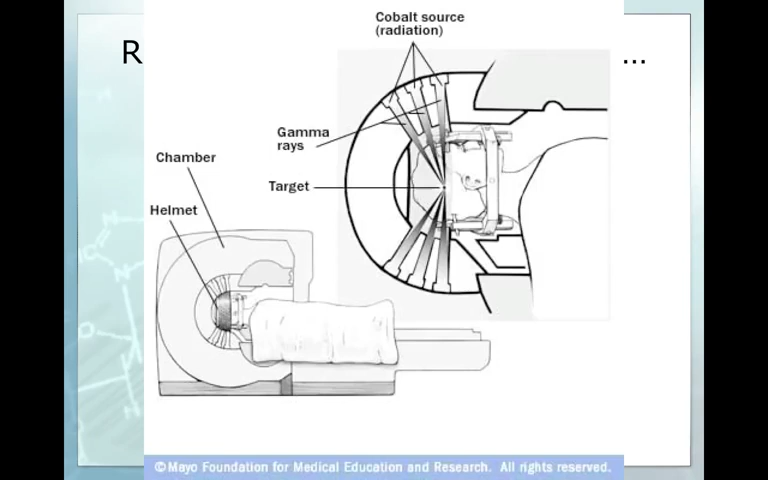 R
...
Cobalt source
(radiation)
Gamma
rays
Chamber
Target
Helmet
©Mayo Foundation for Medical Education and Research. All rights reserved.